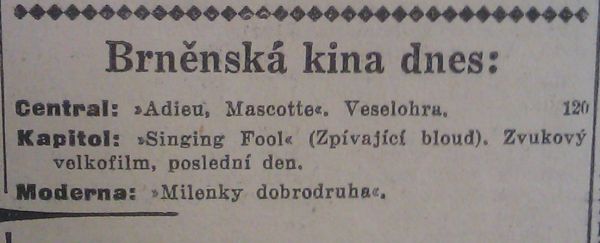 Brněnská kina dnes:
Central: »Adieu, Mascotte«. Veselohra. 120
Kapitol: »Singing Fool« (Zpívající bloud). Zvukový
velkofilm, poslední den.
Moderna: »Milenky dobrodruha«.